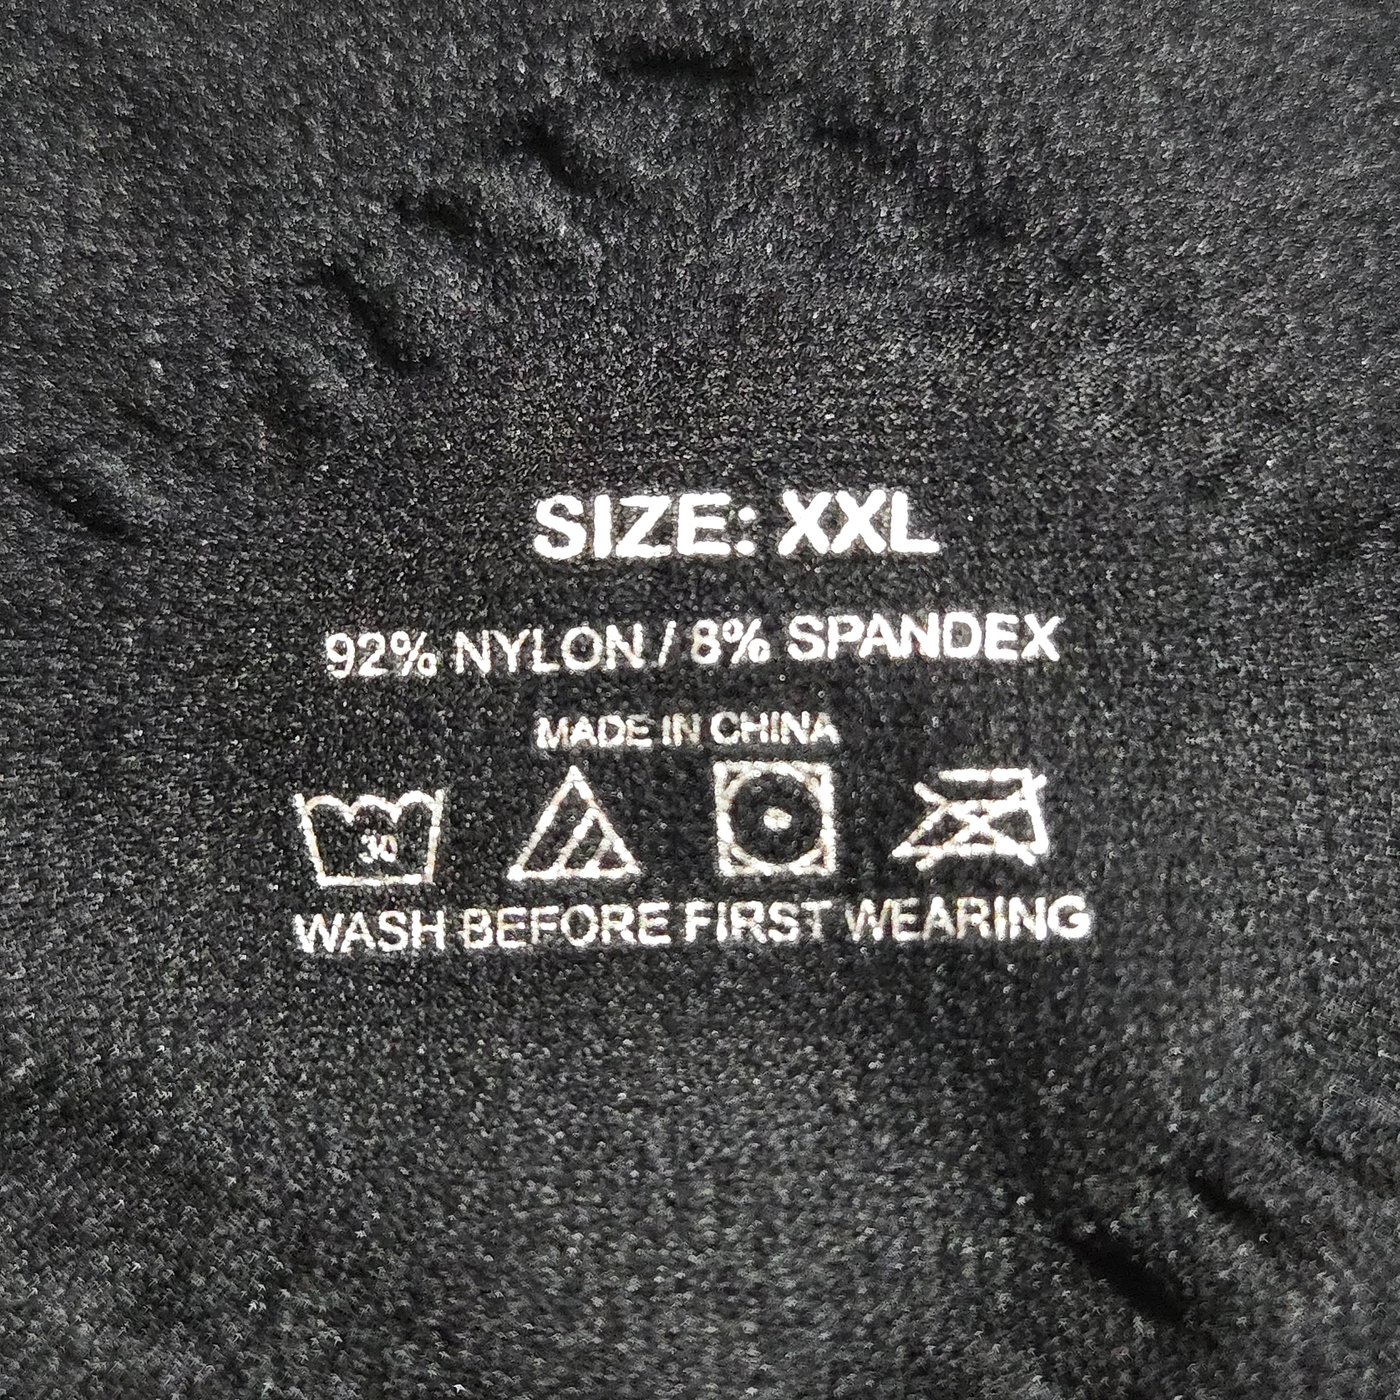 SIZE: XXL
92% NYLON / 8% SPANDEX
MADE IN CHINA
30
WASH BEFORE FIRST WEARING